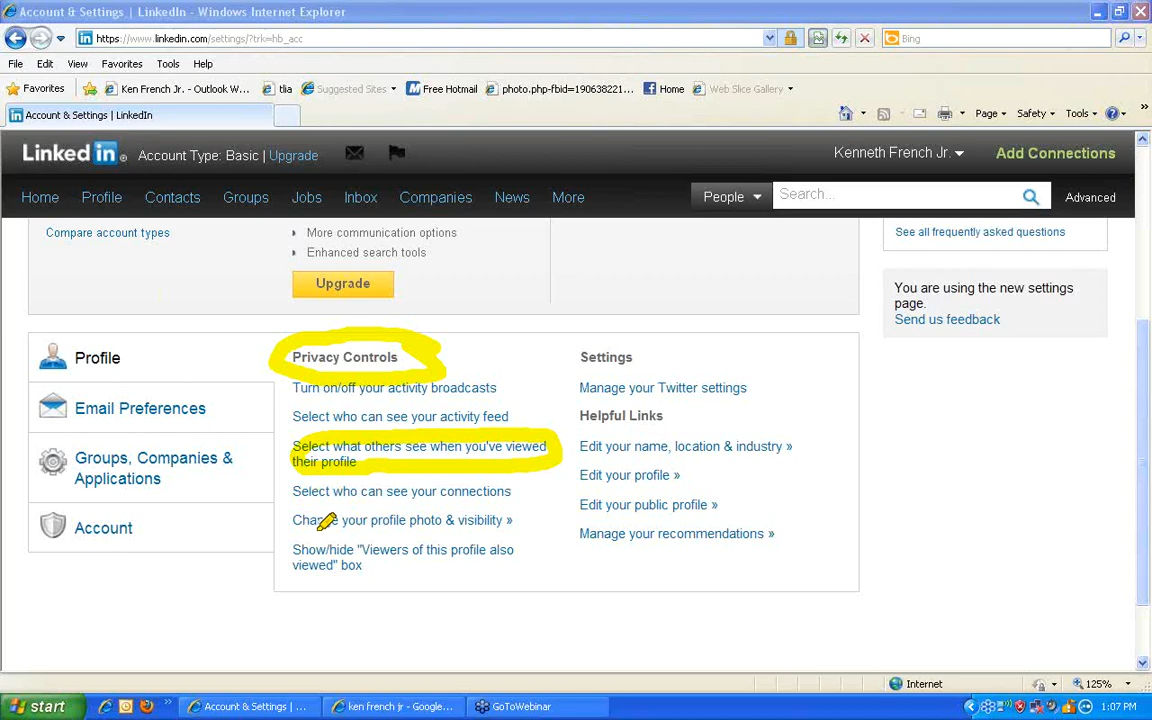 Account & Settings | LinkedIn - Windows Internet Explorer
https://www.linkedin.com/settings/?trk=hb_acc
Bing
File Edit View Favorites Tools Help
Favorites Ken French Jr. - Outlook W... tlia Suggested Sites Free Hotmail photo.php-fbid=190638221... Home Web Slice Gallery
Account & Settings | LinkedIn
Page Safety Tools
Linked in Account Type: Basic | Upgrade Kenneth French Jr. Add Connections
Home Profile Contacts Groups Jobs Inbox Companies News More People Search... Advanced
Compare account types
More communication options
Enhanced search tools
Upgrade
See all frequently asked questions
You are using the new settings
page.
Send us feedback
Profile
Email Preferences
Groups, Companies &
Applications
Account
Privacy Controls
Turn on/off your activity broadcasts
Select who can see your activity feed
Select what others see when you've viewed
their profile
Select who can see your connections
Change your profile photo & visibility »
Show/hide "Viewers of this profile also
viewed" box
Settings
Manage your Twitter settings
Helpful Links
Edit your name, location & industry »
Edit your profile »
Edit your public profile »
Manage your recommendations »
Internet 125%
start Account & Settings | ... ken french jr - Google... GoToWebinar 1:07 PM